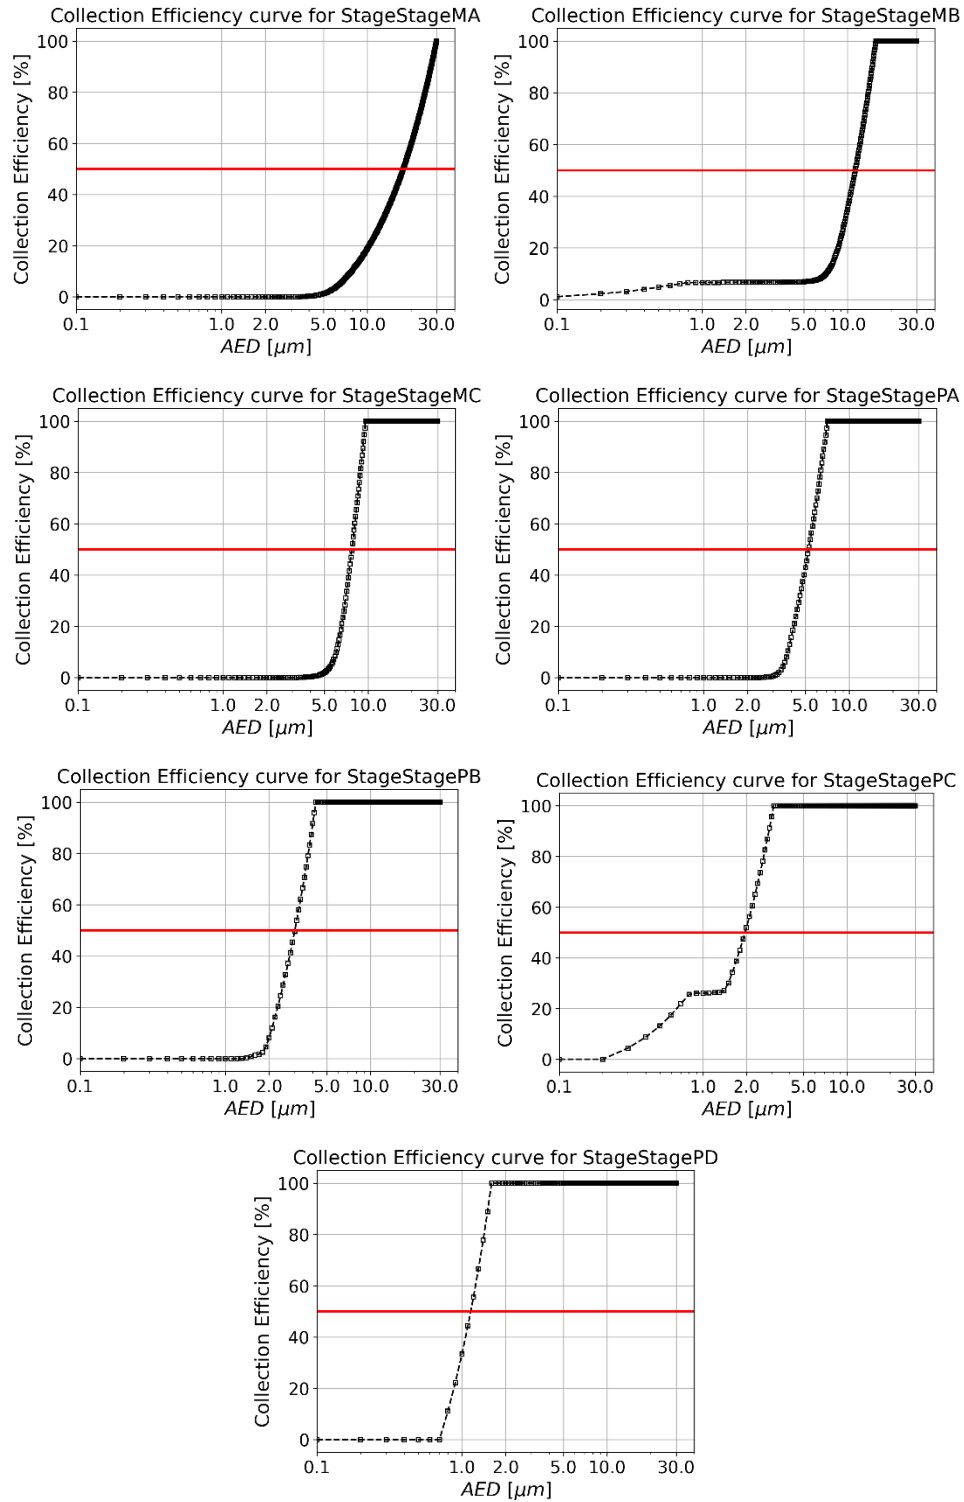 Collection Efficiency curve for StageStageMA
Collection Efficiency [%]
100
80
60
40
20
0
0.1 1.0 2.0 5.0 10.0 30.0
AED [μm]
Collection Efficiency curve for StageStageMB
Collection Efficiency [%]
100
80
60
40
20
0
0.1 1.0 2.0 5.0 10.0 30.0
AED [μm]
Collection Efficiency curve for StageStageMC
Collection Efficiency [%]
100
80
60
40
20
0
0.1 1.0 2.0 5.0 10.0 30.0
AED [μm]
Collection Efficiency curve for StageStagePA
Collection Efficiency [%]
100
80
60
40
20
0
0.1 1.0 2.0 5.0 10.0 30.0
AED [μm]
Collection Efficiency curve for StageStagePB
Collection Efficiency [%]
100
80
60
40
20
0
0.1 1.0 2.0 5.0 10.0 30.0
AED [μm]
Collection Efficiency curve for StageStagePC
Collection Efficiency [%]
100
80
60
40
20
0
0.1 1.0 2.0 5.0 10.0 30.0
AED [μm]
Collection Efficiency curve for StageStagePD
Collection Efficiency [%]
100
80
60
40
20
0
0.1 1.0 2.0 5.0 10.0 30.0
AED [μm]